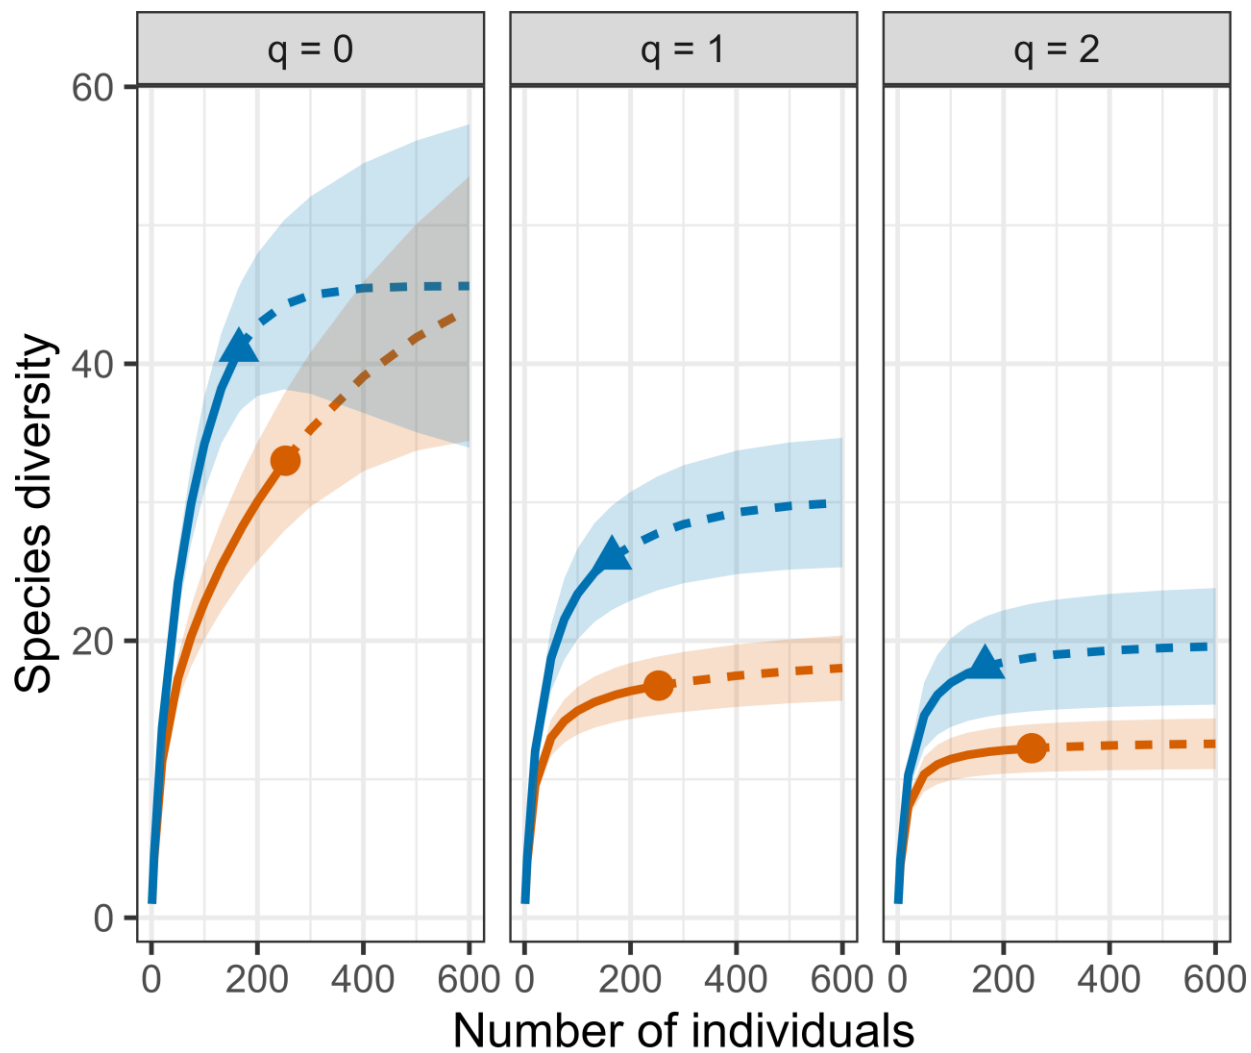 q = 0
q = 1
q = 2
Species diversity
60
40
20
0
0 200 400 600
0 200 400 600
0 200 400 600
Number of individuals